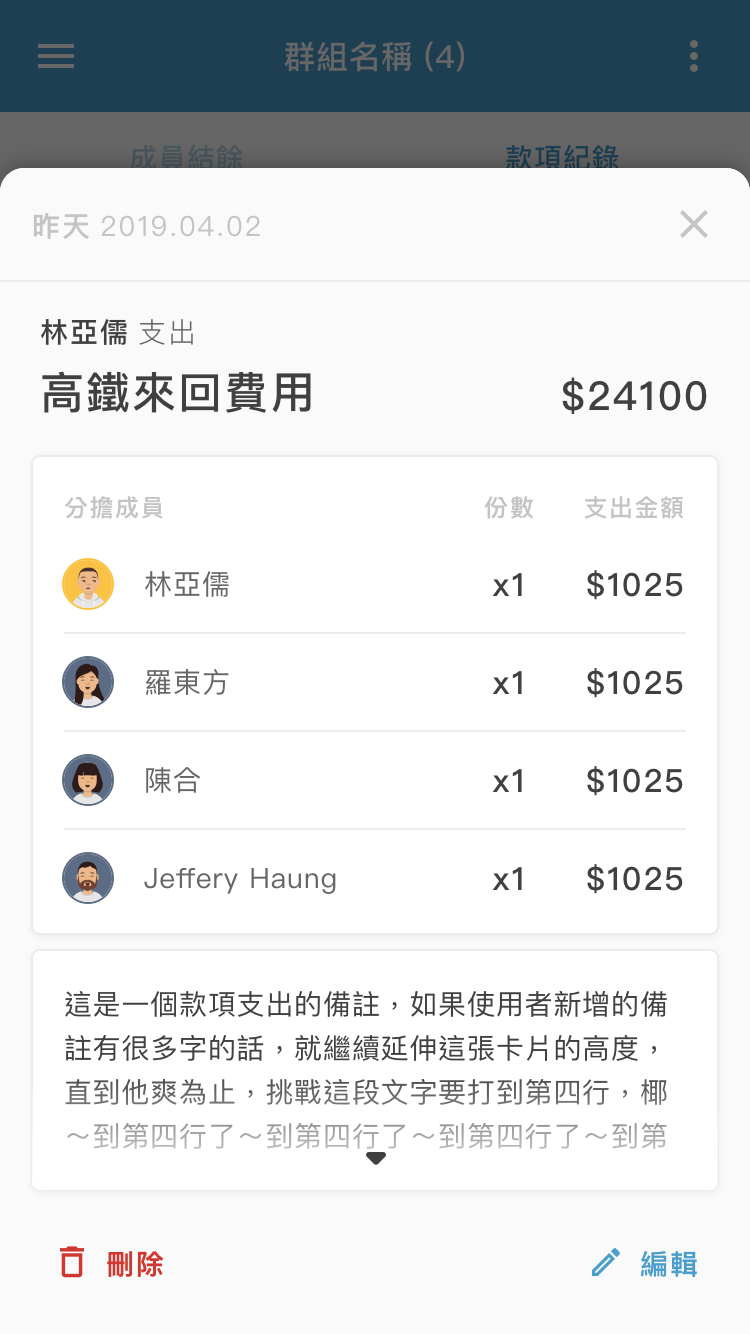 群組名稱 (4)
成員結餘 款項紀錄
昨天 2019.04.02
林亞儒 支出
高鐵來回費用 $24100
分擔成員 份數 支出金額
林亞儒 x1 $1025
羅東方 x1 $1025
陳合 x1 $1025
Jeffery Haung x1 $1025
這是一個款項支出的備註，如果使用者新增的備
註有很多字的話，就繼續延伸這張卡片的高度，
直到他爽為止，挑戰這段文字要打到第四行，椰
～到第四行了～到第四行了～到第四行了～到第
刪除 編輯